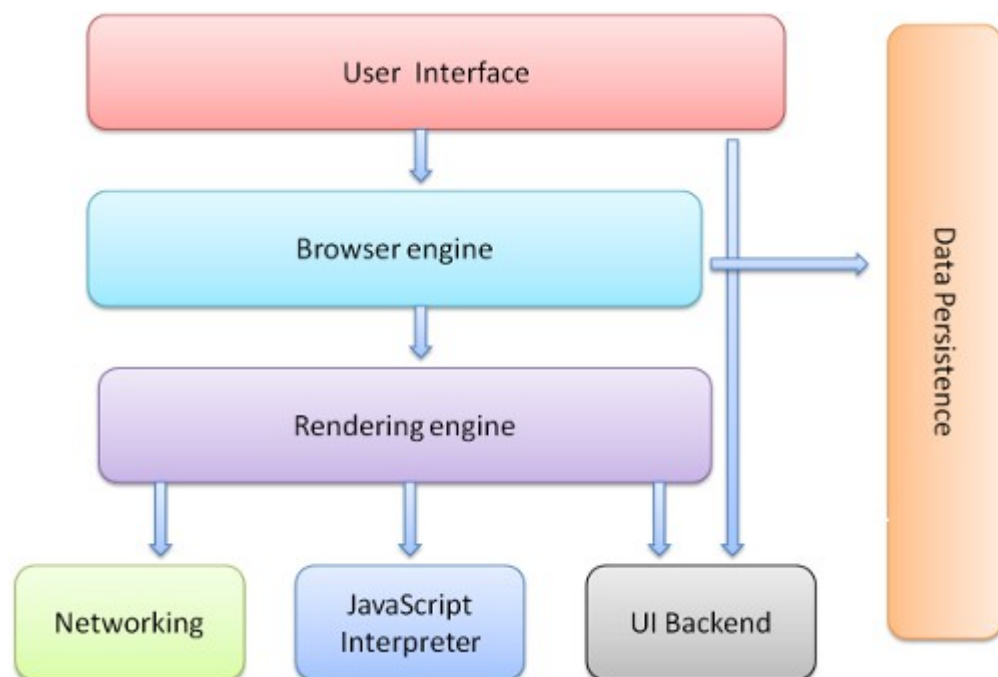 User Interface
Browser engine
Data Persistence
Rendering engine
Networking
JavaScript
Interpreter
UI Backend